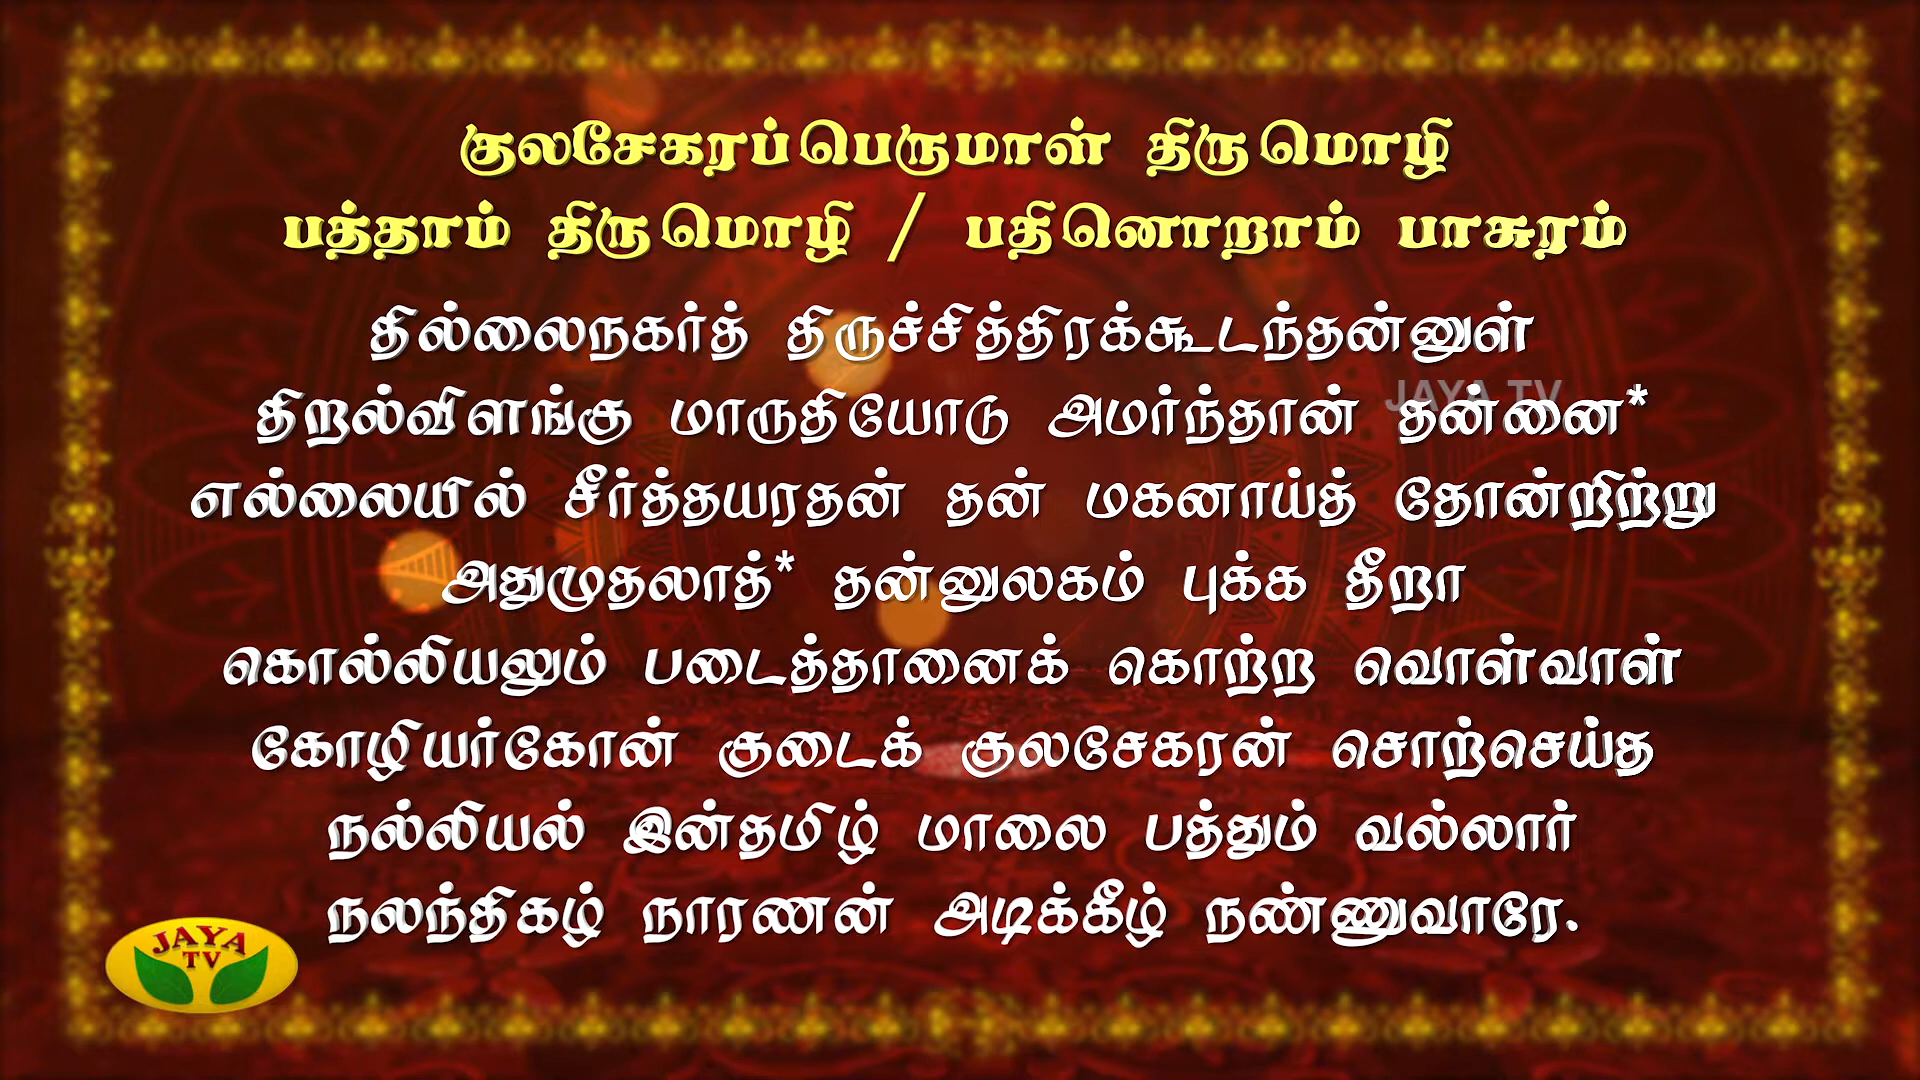 குலசேகரப்பெருமாள் திருமொழி
பத்தாம் திருமொழி / பதினொறாம் பாசுரம்
தில்லைநகர்த் திருச்சித்திரக்கூடந்தன்னுள்
திறல்விளங்கு மாருதியோடு அமர்ந்தான் தன்னை*
JAYA TV
எல்லையில் சீர்த்தயரதன் தன் மகனாய்த் தோன்றிற்று
அதுமுதலாத்* தன்னுலகம் புக்க தீறா
கொல்லியலும் படைத்தானைக் கொற்ற வொள்வாள்
கோழியர்கோன் குடைக் குலசேகரன் சொற்செய்த
நல்லியல் இன்தமிழ் மாலை பத்தும் வல்லார்
நலந்திகழ் நாரணன் அடிக்கீழ் நண்ணுவாரே.
JAYA
TV